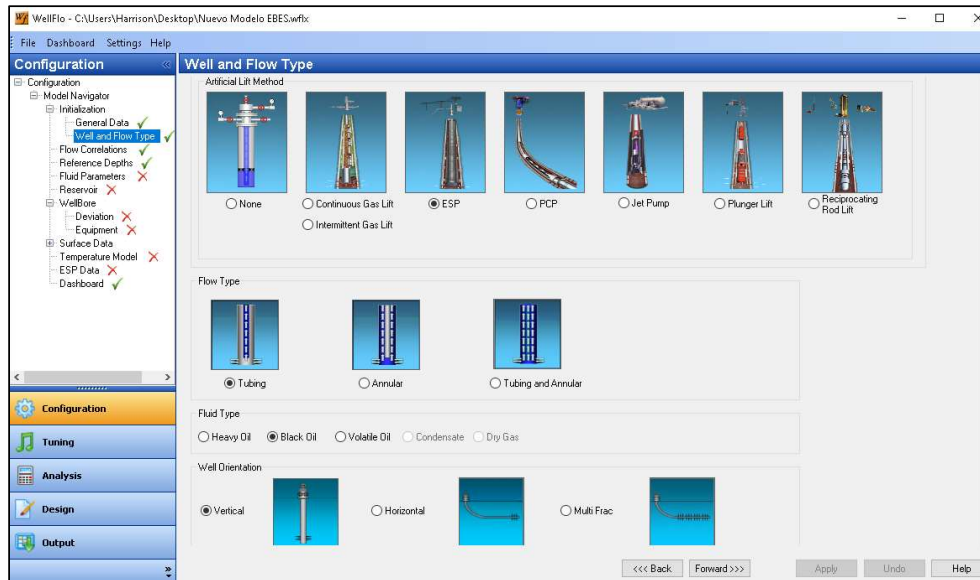 WellFlo - C:\Users\Harrison\Desktop\Nuevo Modelo EBES.wflx
File Dashboard Settings Help
Configuration
Well and Flow Type
Configuration
Model Navigator
Initialization
General Data
Well and Flow Type
Flow Correlations
Reference Depths
Fluid Parameters
Reservoir
WellBore
Deviation
Equipment
Surface Data
Temperature Model
ESP Data
Dashboard
Configuration
Tuning
Analysis
Design
Output
Artificial Lift Method
None
Continuous Gas Lift
Intermittent Gas Lift
ESP
PCP
Jet Pump
Plunger Lift
Reciprocating
Rod Lift
Flow Type
Tubing
Annular
Tubing and Annular
Fluid Type
Heavy Oil Black Oil Volatile Oil Condensate Dry Gas
Well Orientation
Vertical
Horizontal
Multi Frac
<<< Back Forward >>> Apply Undo Help